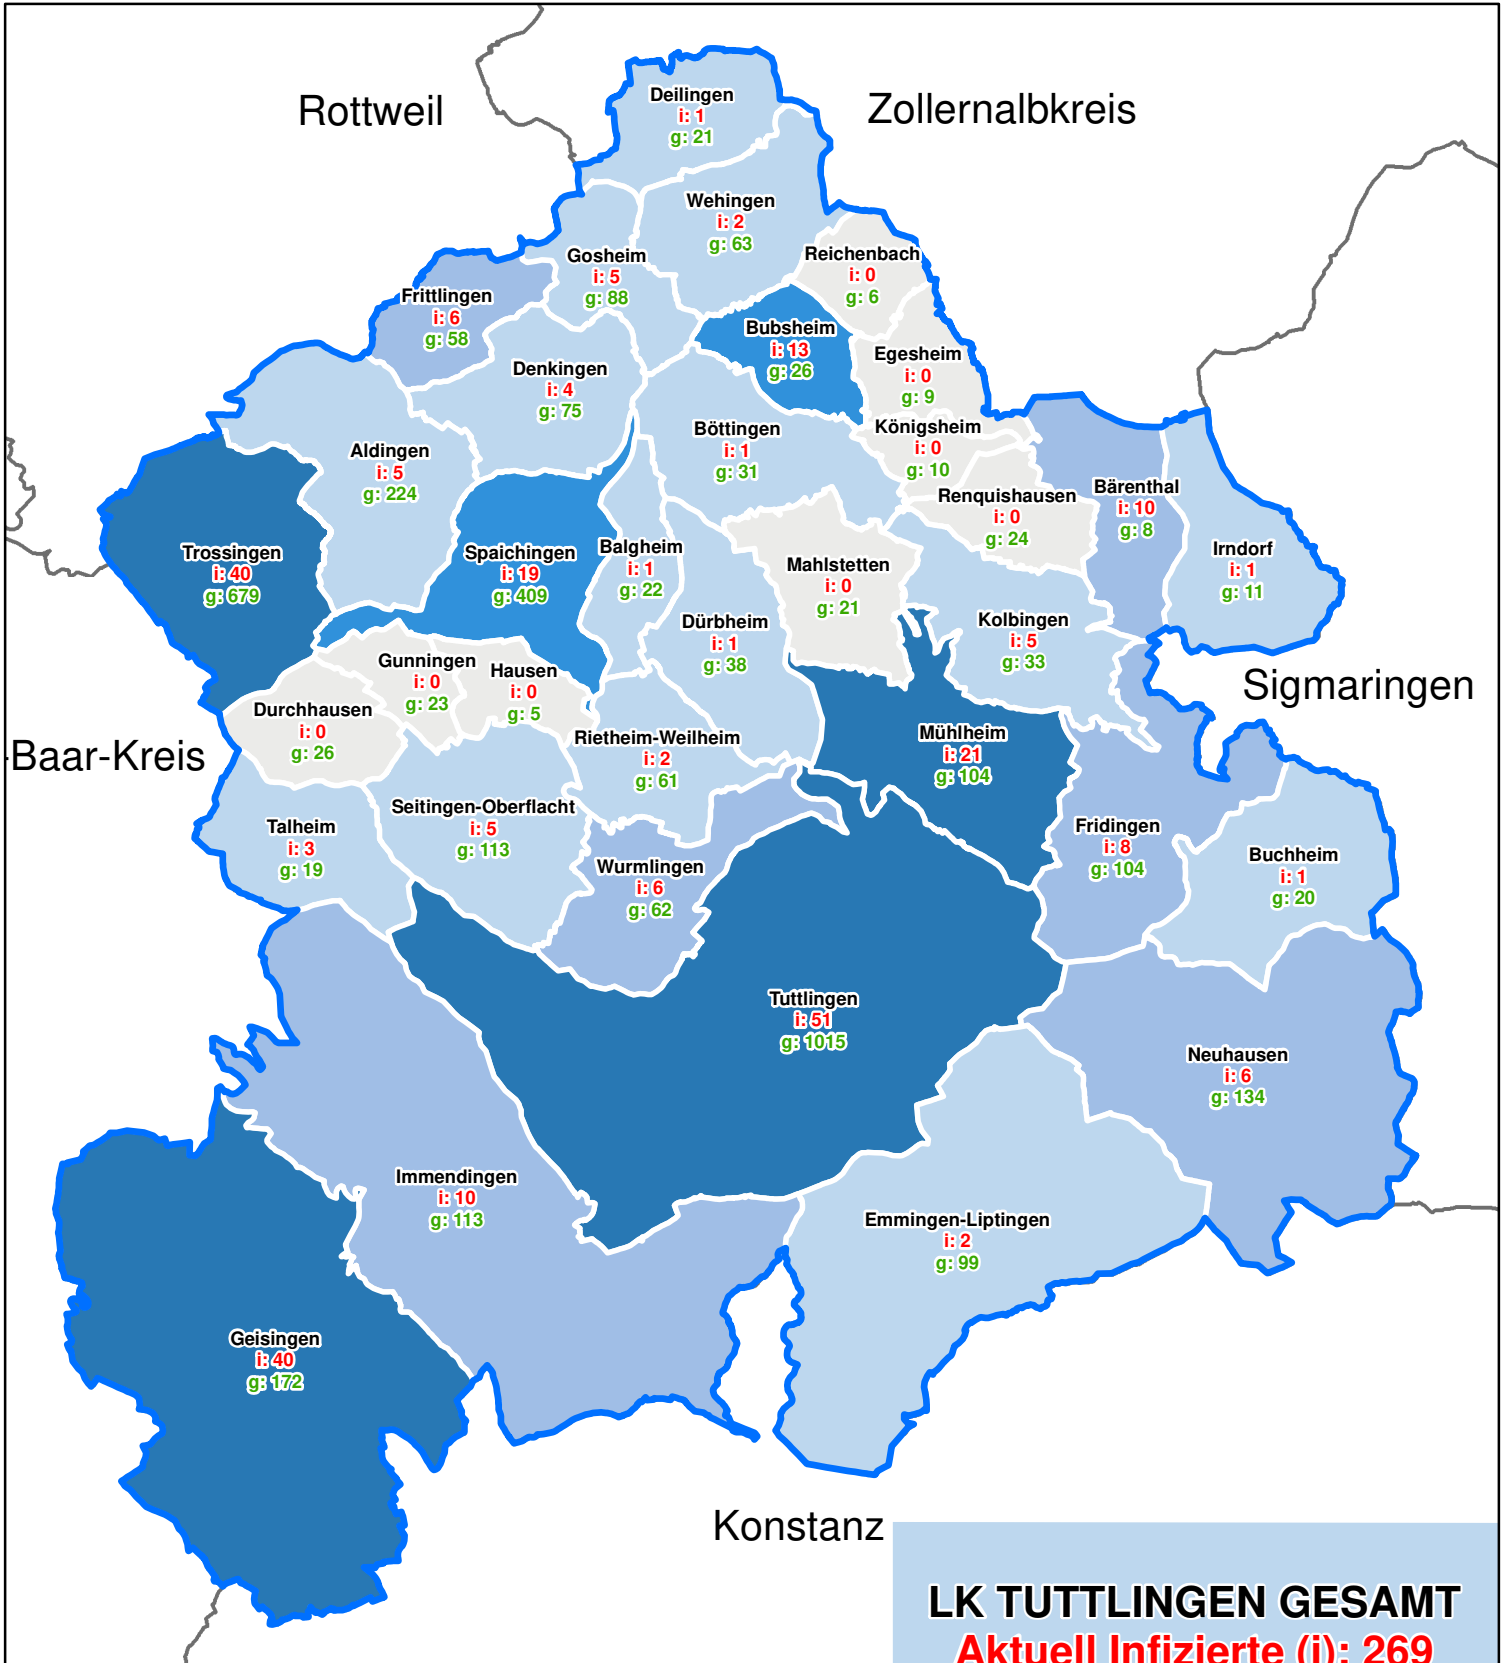 Rottweil
Zollernalbkreis
Deilingen
i: 1
g: 21
Wehingen
i: 2
g: 63
Gosheim
i: 5
g: 88
Reichenbach
i: 0
g: 6
Frittlingen
i: 6
g: 58
Bubsheim
i: 13
g: 26
Egesheim
i: 0
g: 9
Denkingen
i: 4
g: 75
Böttingen
i: 1
g: 31
Königsheim
i: 0
g: 10
Aldingen
i: 5
g: 224
Renquishausen
i: 0
g: 24
Bärenthal
i: 10
g: 8
Irndorf
i: 1
g: 11
Trossingen
i: 40
g: 679
Spaichingen
i: 19
g: 409
Balgheim
i: 1
g: 22
Mahlstetten
i: 0
g: 21
Dürbheim
i: 1
g: 38
Kolbingen
i: 5
g: 33
Gunningen
i: 0
g: 23
Hausen
i: 0
g: 5
Sigmaringen
Durchhausen
i: 0
g: 26
-Baar-Kreis
Rietheim-Weilheim
i: 2
g: 61
Mühlheim
i: 21
g: 104
Seitingen-Oberflacht
i: 5
g: 113
Talheim
i: 3
g: 19
Wurmlingen
i: 6
g: 62
Fridingen
i: 8
g: 104
Buchheim
i: 1
g: 20
Tuttlingen
i: 51
g: 1015
Neuhausen
i: 6
g: 134
Immendingen
i: 10
g: 113
Emmingen-Liptingen
i: 2
g: 99
Geisingen
i: 40
g: 172
Konstanz
LK TUTTLINGEN GESAMT
Aktuell Infizierte (i): 269